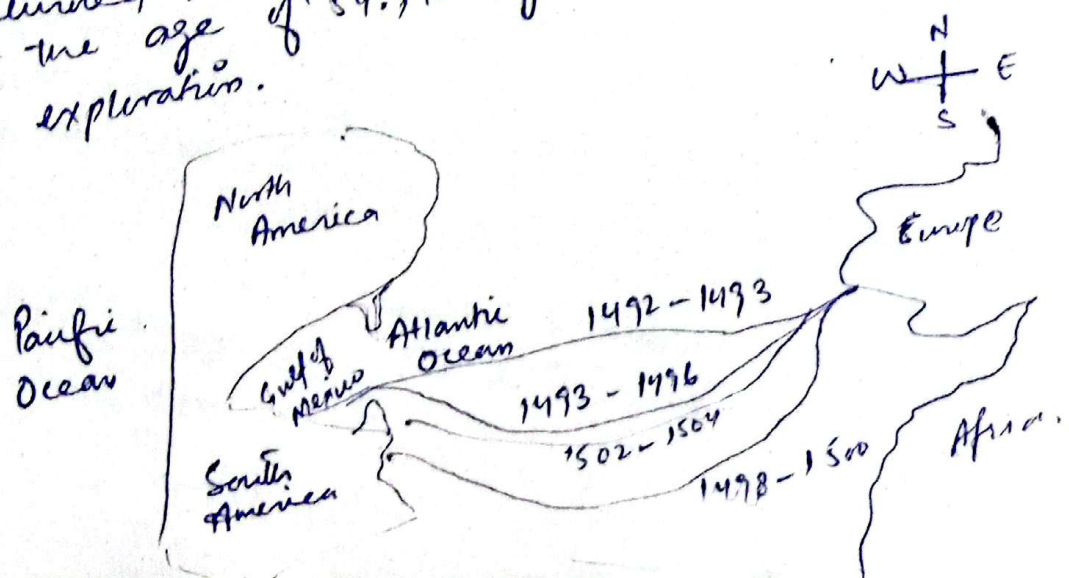 the age of 54.,
exploration.
N
W E
S
North
America
Europe
1492-1493
Pacific
Ocean
Atlantic
Ocean
Gulf of
Mexico
1493-1496
1502-1504
Africa.
1498-1500
South
America